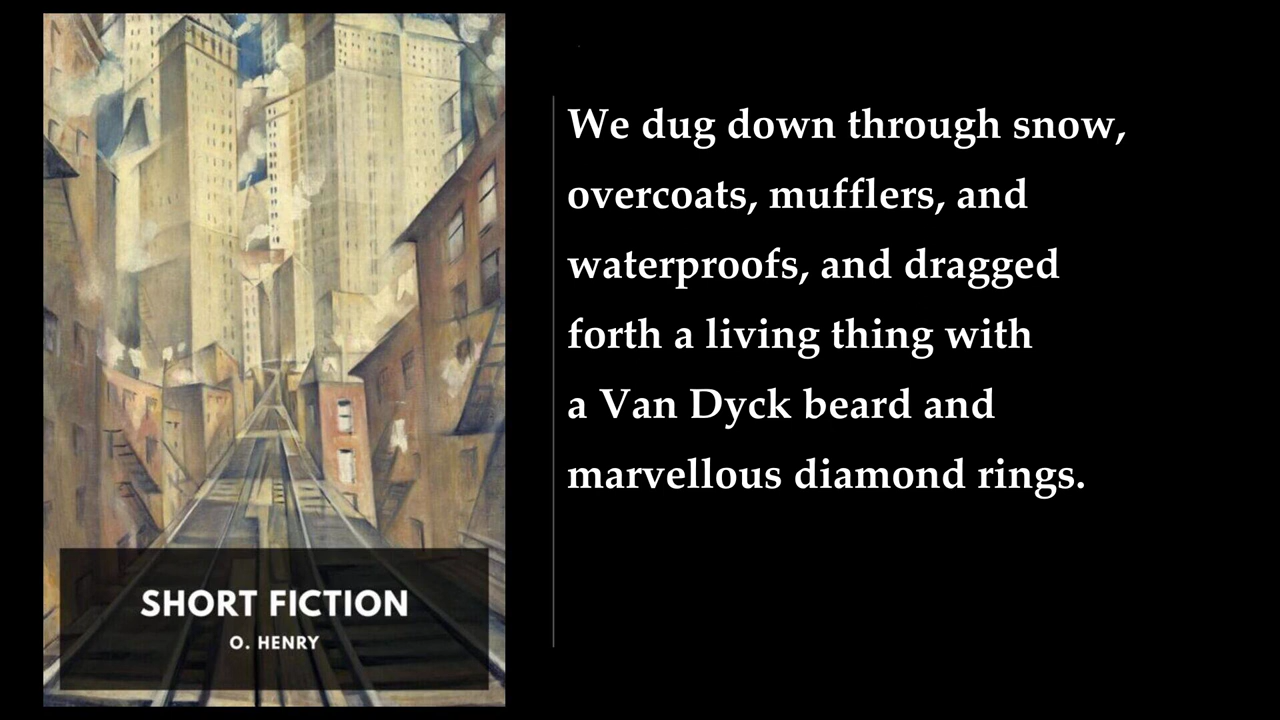 SHORT FICTION
O. HENRY
We dug down through snow,
overcoats, mufflers, and
waterproofs, and dragged
forth a living thing with
a Van Dyck beard and
marvellous diamond rings.